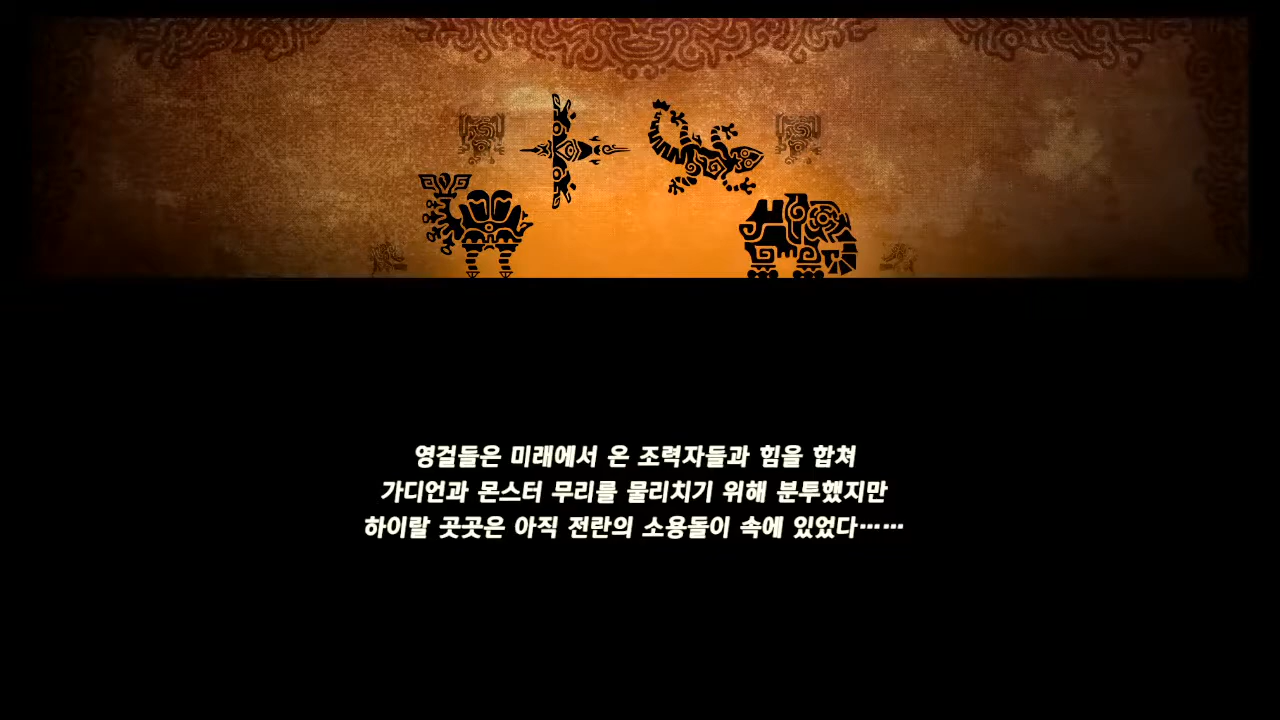 영걸들은 미래에서 온 조력자들과 힘을 합쳐
가디언과 몬스터 무리를 물리치기 위해 분투했지만
하이랄 곳곳은 아직 전란의 소용돌이 속에 있었다……